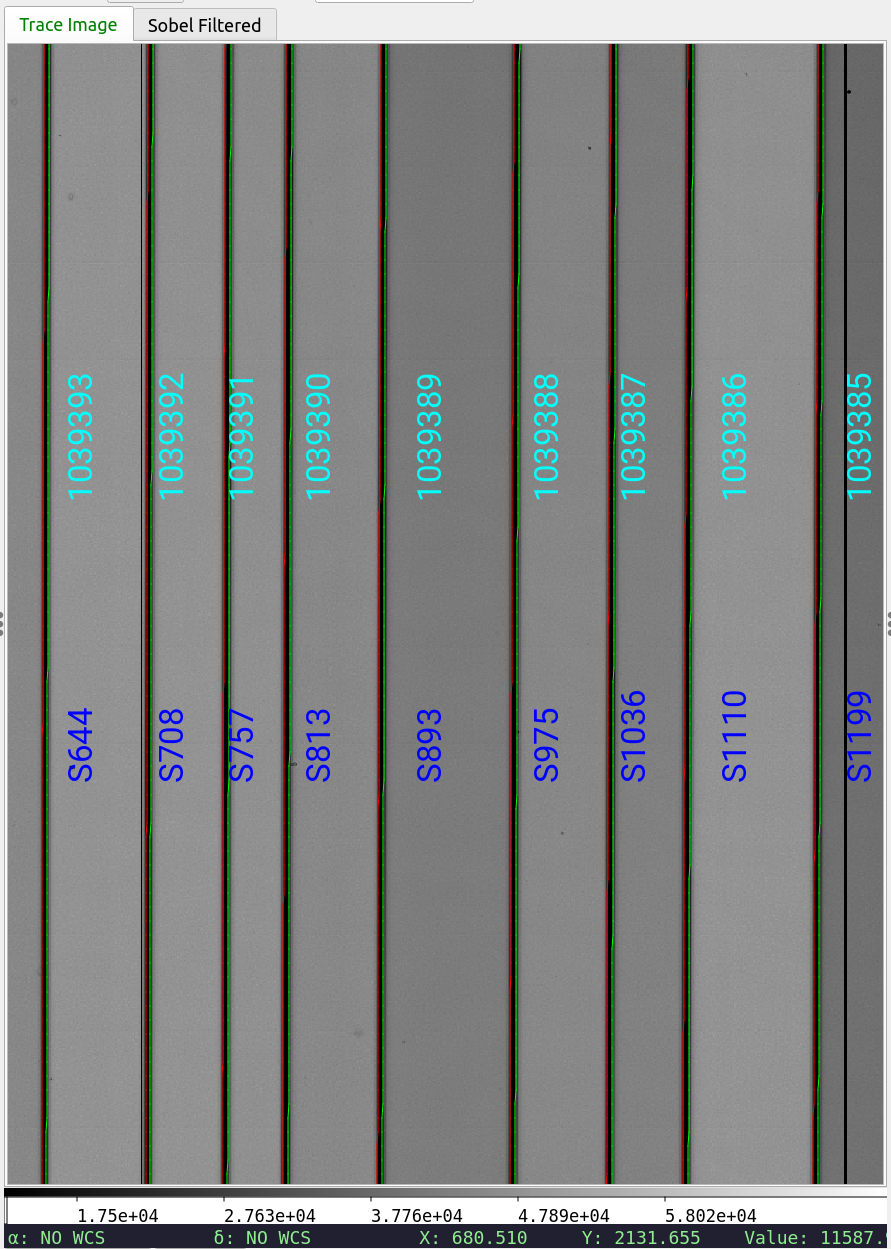 Trace Image
Sobel Filtered
1039393
1039392
1039391
1039390
1039389
1039388
1039387
1039386
1039385
S644
S708
S757
S813
S893
S975
S1036
S1110
S1199
1.75e+04 2.763e+04 3.776e+04 4.789e+04 5.802e+04
α: NO WCS δ: NO WCS X: 680.510 Y: 2131.655 Value: 11587.